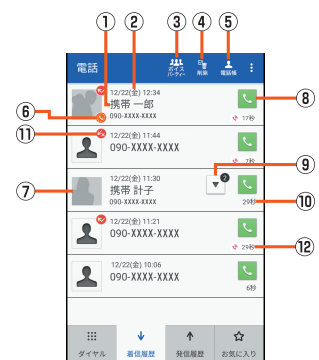 ① ② ③ ④ ⑤
電話 ボイスパーティー 削除 電話帳
12/22(金) 12:34
携帯 一郎
090-XXXX-XXXX
17秒
⑥ ⑧
⑪
12/22(金) 11:44
090-XXXX-XXXX
7秒
⑦ ⑨
12/22(金) 11:30
携帯 計子
090-XXXX-XXXX
2
29秒
⑩
12/22(金) 11:21
090-XXXX-XXXX
29秒
⑫
12/22(金) 10:06
090-XXXX-XXXX
6秒
ダイヤル 着信履歴 発信履歴 お気に入り